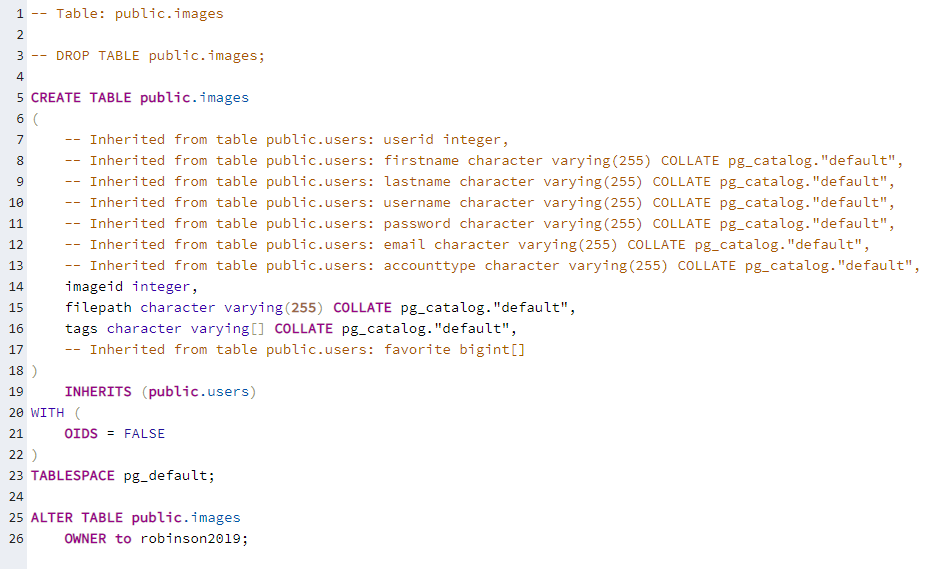 1 -- Table: public.images
2
3 -- DROP TABLE public.images;
4
5 CREATE TABLE public.images
6 (
7     -- Inherited from table public.users: userid integer,
8     -- Inherited from table public.users: firstname character varying(255) COLLATE pg_catalog."default",
9     -- Inherited from table public.users: lastname character varying(255) COLLATE pg_catalog."default",
10     -- Inherited from table public.users: username character varying(255) COLLATE pg_catalog."default",
11     -- Inherited from table public.users: password character varying(255) COLLATE pg_catalog."default",
12     -- Inherited from table public.users: email character varying(255) COLLATE pg_catalog."default",
13     -- Inherited from table public.users: accounttype character varying(255) COLLATE pg_catalog."default",
14     imageid integer,
15     filepath character varying(255) COLLATE pg_catalog."default",
16     tags character varying[] COLLATE pg_catalog."default",
17     -- Inherited from table public.users: favorite bigint[]
18 )
19     INHERITS (public.users)
20 WITH (
21     OIDS = FALSE
22 )
23 TABLESPACE pg_default;
24
25 ALTER TABLE public.images
26     OWNER to robinson2019;